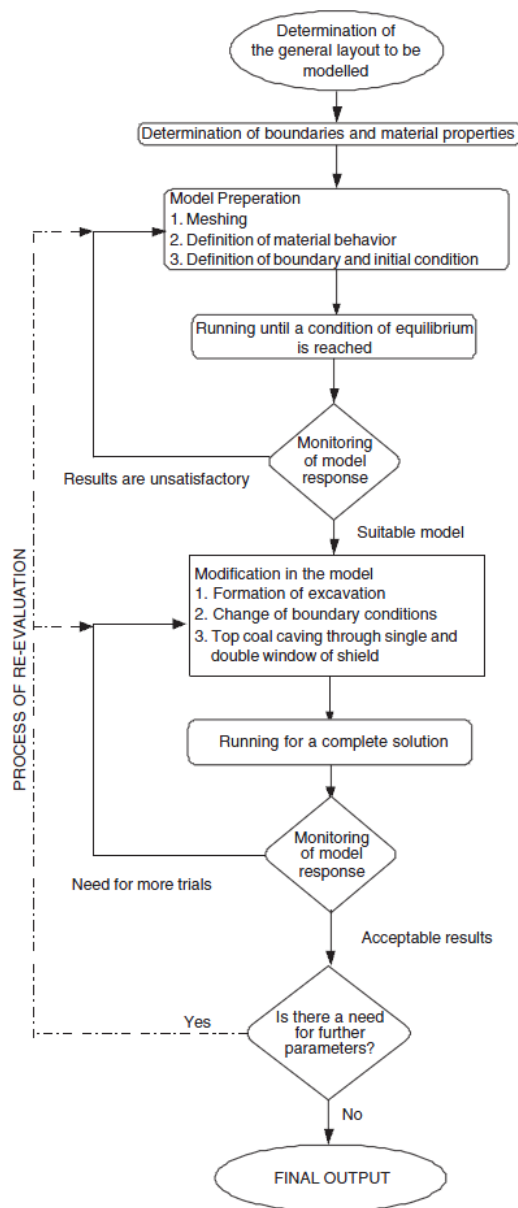 Determination of
the general layout to be
modelled
Determination of boundaries and material properties
Model Preperation
1. Meshing
2. Definition of material behavior
3. Definition of boundary and initial condition
Running until a condition of equilibrium
is reached
Monitoring
of model
response
Results are unsatisfactory
Suitable model
Modification in the model
1. Formation of excavation
2. Change of boundary conditions
3. Top coal caving through single and
double window of shield
PROCESS OF RE-EVALUATION
Running for a complete solution
Monitoring
of model
response
Need for more trials
Acceptable results
Is there a need
for further
parameters?
Yes
No
FINAL OUTPUT